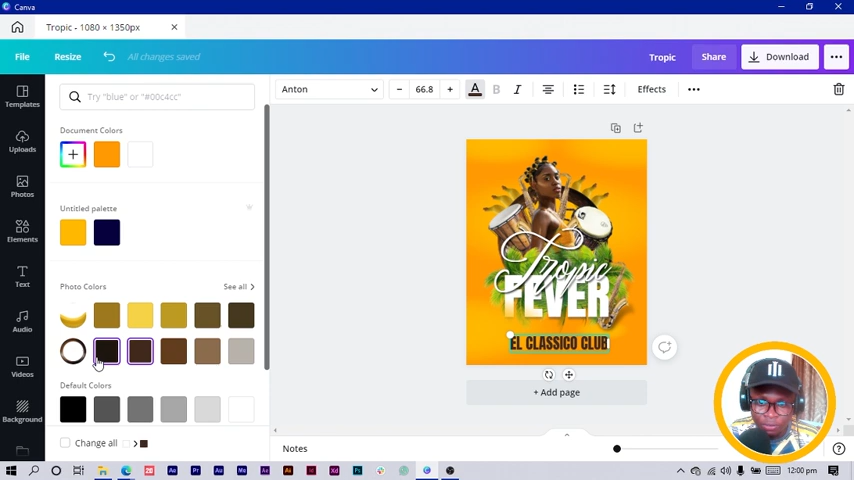 Canva
Tropic - 1080 × 1350px
File
Resize
All changes saved
Tropic
Share
Download
Templates
Uploads
Photos
Elements
Text
Audio
Videos
Background
Try "blue" or "#00c4cc"
Document Colors
Untitled palette
Photo Colors
See all
Default Colors
Change all
Anton
66.8
A
B
I
Effects
Tropic
FEVER
EL CLASSICO CLUB
+ Add page
Notes
12:00 pm